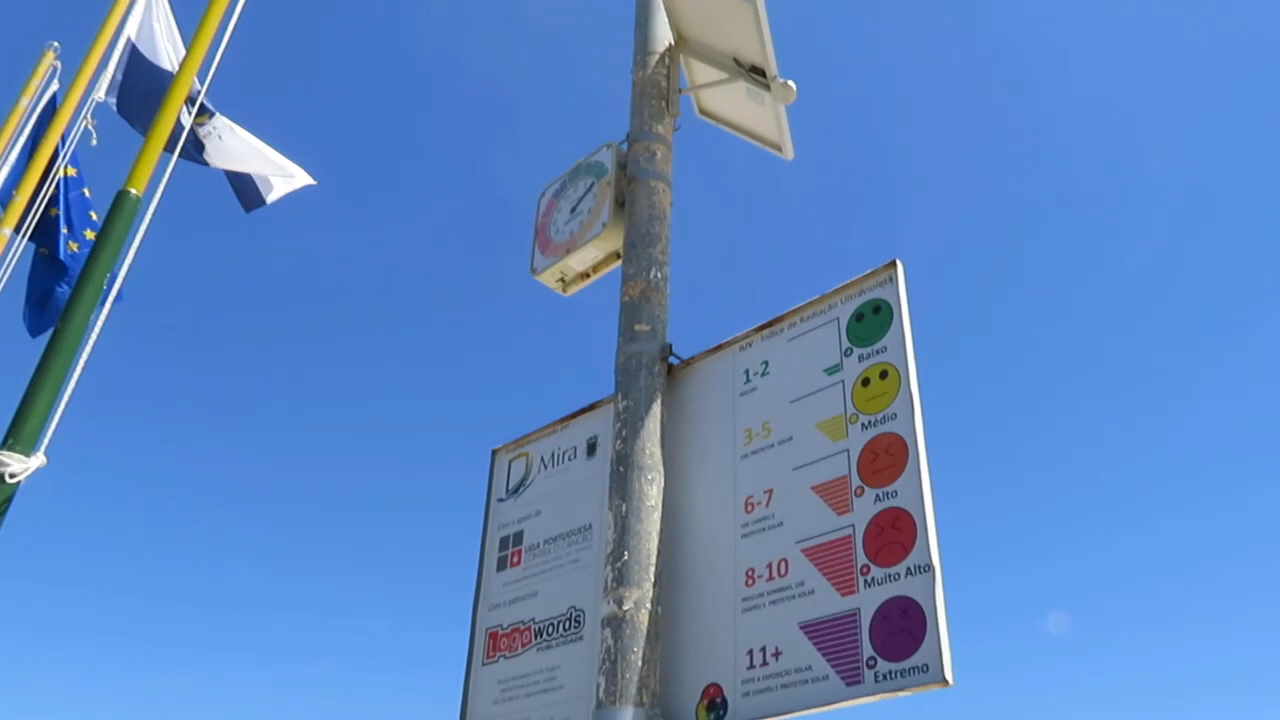 Mira
Com o apoio de
LIGA PORTUGUESA
CONTRA O CANCRO
Com o patrocínio
Logowords
PUBLICIDADE
IUV - Índice de Radiação Ultravioleta
1-2
Baixo
3-5
USE PROTETOR SOLAR
Médio
6-7
USE CHAPÉU E
PROTETOR SOLAR
Alto
8-10
PROCURE SOMBRAS, USE
CHAPÉU E PROTETOR SOLAR
Muito Alto
11+
EVITE A EXPOSIÇÃO SOLAR,
USE CHAPÉU E PROTETOR SOLAR
Extremo